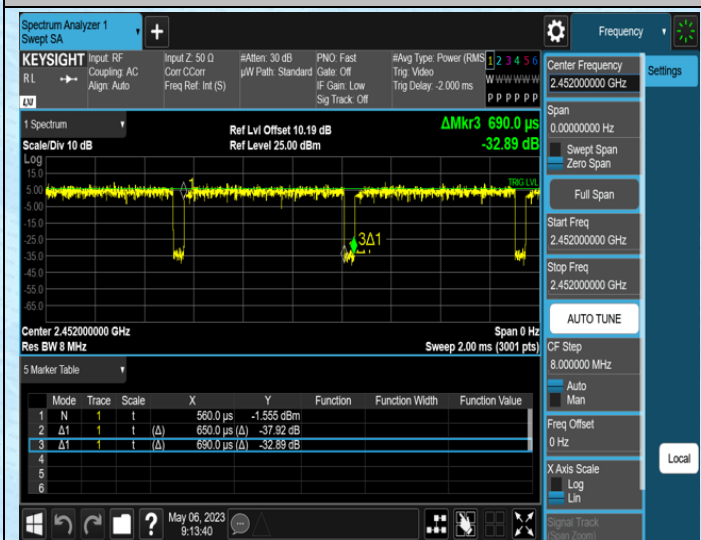 Spectrum Analyzer 1
Swept SA
Frequency
KEYSIGHT
RL
LXI
Input: RF
Coupling: AC
Align: Auto
Input Z: 50 Ω
Corr CCorr
Freq Ref: Int (S)
#Atten: 30 dB
µW Path: Standard
PNO: Fast
Gate: Off
IF Gain: Low
Sig Track: Off
#Avg Type: Power (RMS
Trig: Video
Trig Delay: -2.000 ms
1 2 3 4 5 6
W W W W W W
P P P P P P
Center Frequency
2.452000000 GHz
Settings
Span
0.00000000 Hz
Swept Span
Zero Span
Full Span
Start Freq
2.452000000 GHz
Stop Freq
2.452000000 GHz
AUTO TUNE
CF Step
8.000000 MHz
Auto
Man
Freq Offset
0 Hz
X Axis Scale
Log
Lin
Signal Track
(Span Zoom)
Local
1 Spectrum
Scale/Div 10 dB
Log
Ref Lvl Offset 10.19 dB
Ref Level 25.00 dBm
ΔMkr3 690.0 µs
-32.89 dB
15.0
5.00
-5.00
-15.0
-25.0
-35.0
-45.0
-55.0
-65.0
TRIG LVL
1
3Δ1
Center 2.452000000 GHz
Res BW 8 MHz
Span 0 Hz
Sweep 2.00 ms (3001 pts)
5 Marker Table
Mode Trace Scale X Y Function Function Width Function Value
1 N 1 t 560.0 µs -1.555 dBm
2 Δ1 1 t (Δ) 650.0 µs (Δ) -37.92 dB
3 Δ1 1 t (Δ) 690.0 µs (Δ) -32.89 dB
4
5
6
?
May 06, 2023
9:13:40